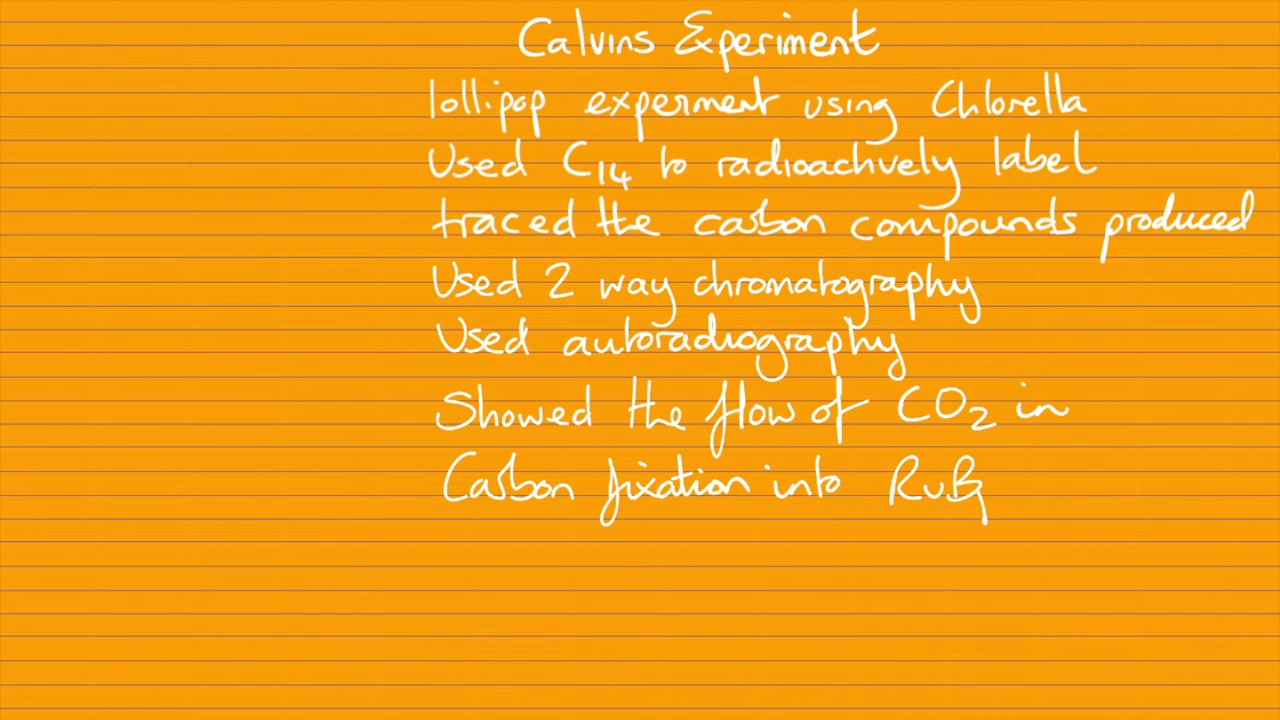 Calvins Experiment
lollipop experment using Chlorella
Used C14 to radioactively label
traced the carbon compounds produced
Used 2 way chromatography
Used autoradiography
Showed the flow of CO2 in
Carbon fixation into RuBP